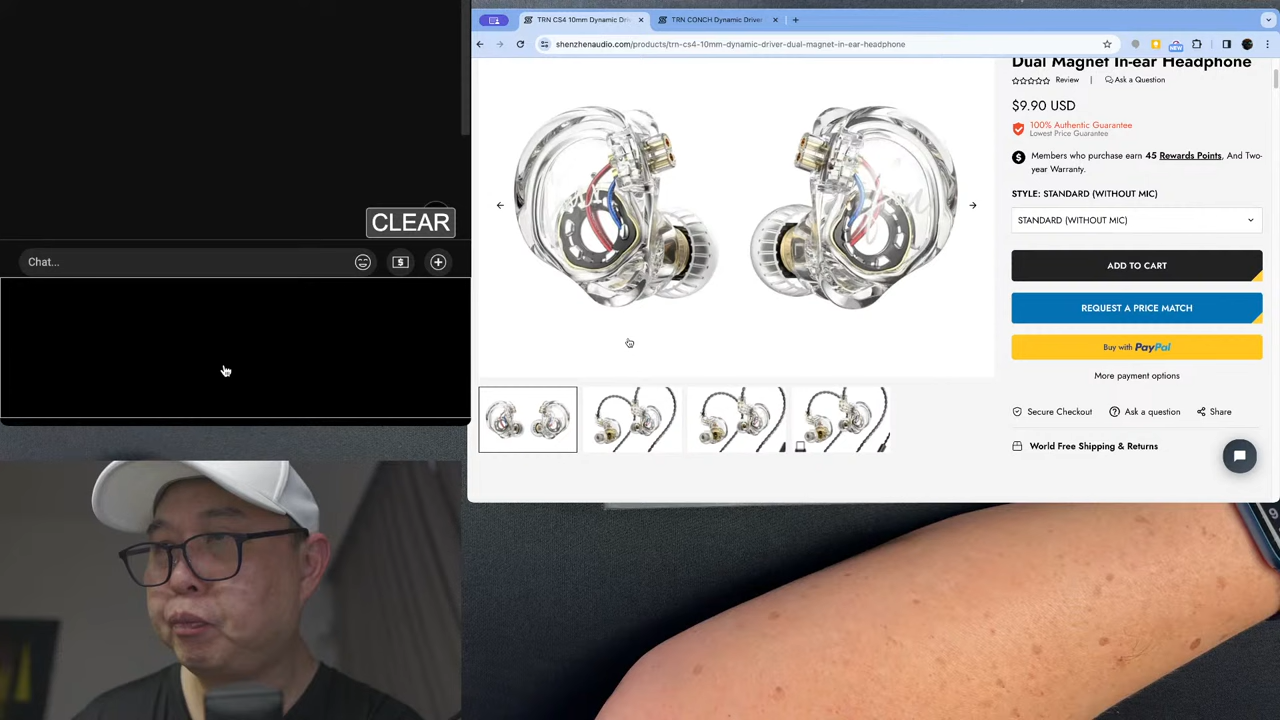 TRN CS4 10mm Dynamic Dri
TRN CONCH Dynamic Driver
shenzhenaudio.com/products/trn-cs4-10mm-dynamic-driver-dual-magnet-in-ear-headphone
NEW
Dual Magnet In-ear Headphone
Review | Ask a Question
$9.90 USD
100% Authentic Guarantee
Lowest Price Guarantee
Members who purchase earn 45 Rewards Points, And Two-
year Warranty.
STYLE: STANDARD (WITHOUT MIC)
STANDARD (WITHOUT MIC)
ADD TO CART
REQUEST A PRICE MATCH
Buy with PayPal
More payment options
Secure Checkout
Ask a question
Share
World Free Shipping & Returns
CLEAR
Chat...